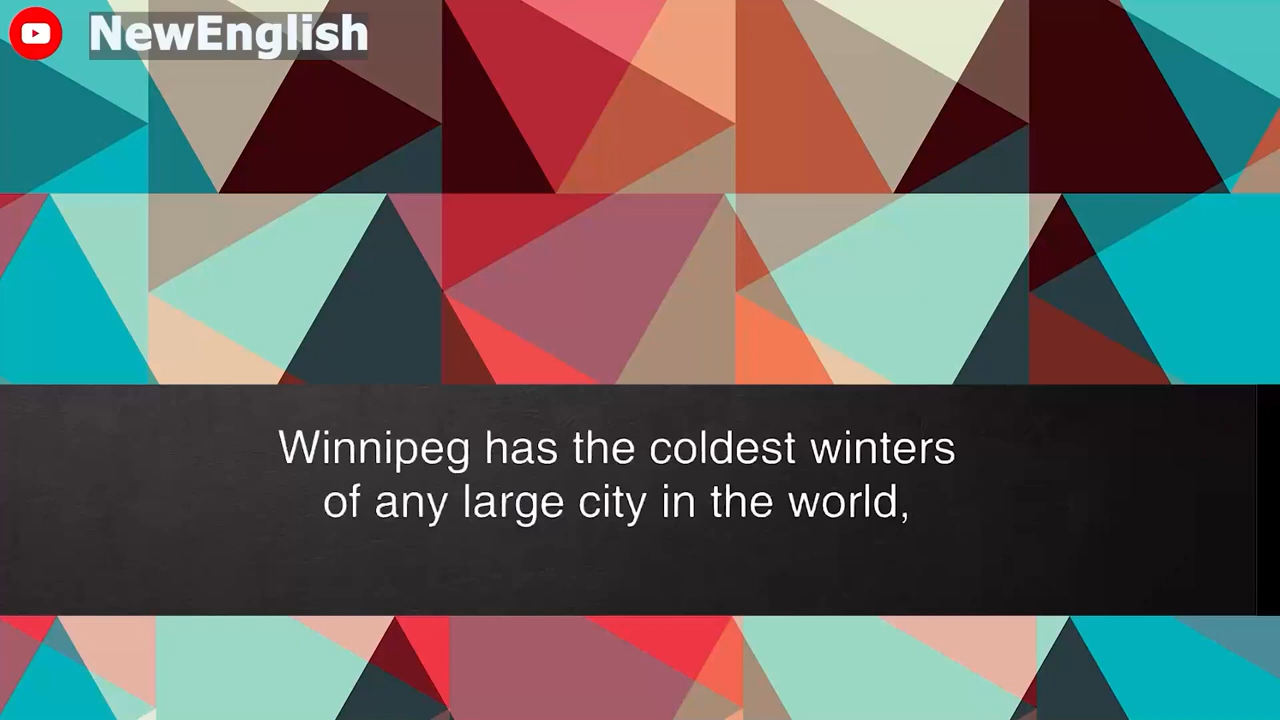 NewEnglish
Winnipeg has the coldest winters
of any large city in the world,